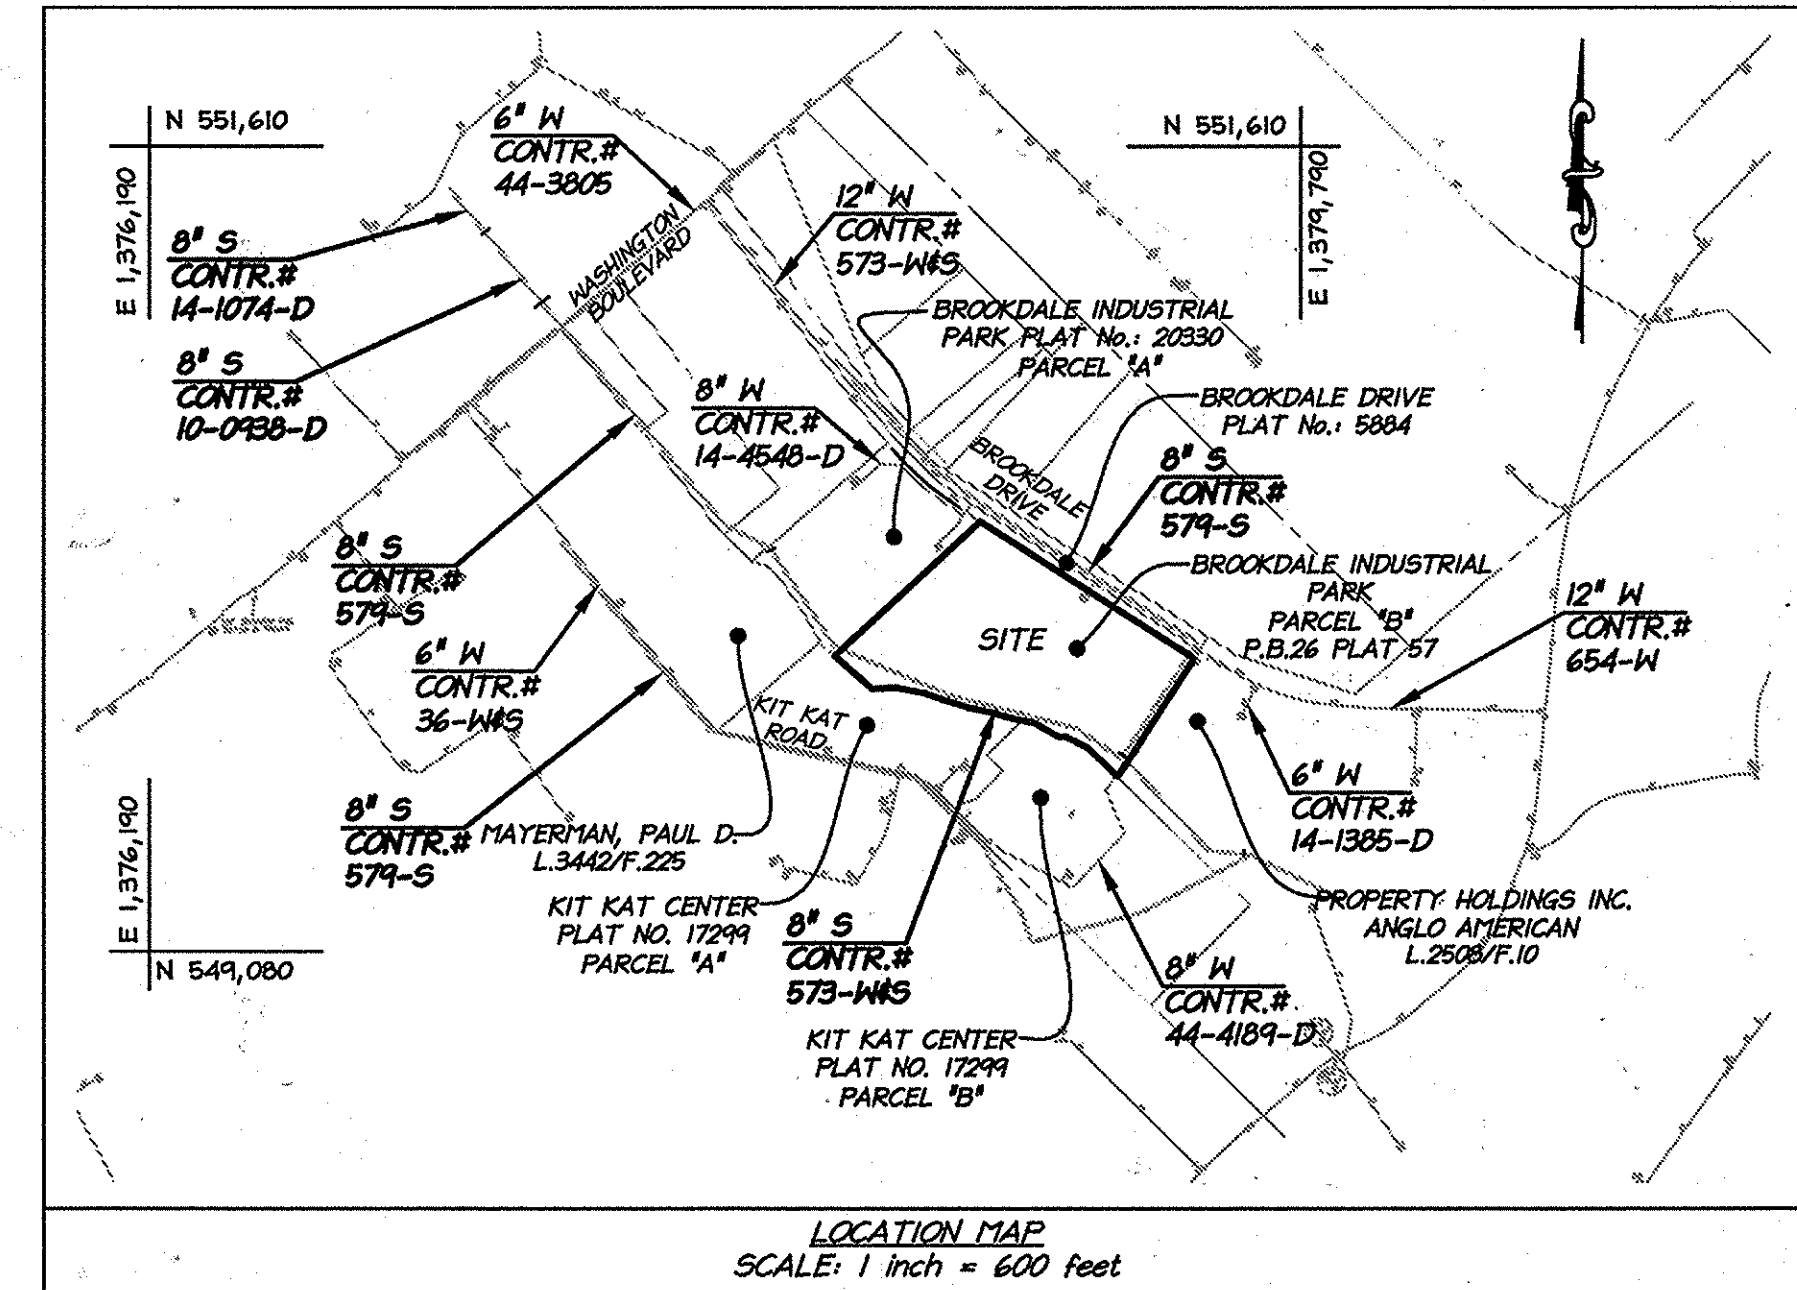 N 551,610
E 1,376,190
6" W
CONTR.#
44-3805
N 551,610
E 1,379,790
8" S
CONTR.#
14-1074-D
WASHINGTON
BOULEVARD
12" W
CONTR.#
573-W&S
8" S
CONTR.#
10-0938-D
BROOKDALE INDUSTRIAL
PARK PLAT No.: 20330
PARCEL "A"
8" W
CONTR.#
14-4548-D
BROOKDALE DRIVE
PLAT No.: 5884
BROOKDALE
DRIVE
8" S
CONTR.#
579-S
8" S
CONTR.#
579-S
BROOKDALE INDUSTRIAL
PARK
PARCEL "B"
P.B.26 PLAT 57
12" W
CONTR.#
654-W
SITE
6" W
CONTR.#
36-W&S
KIT KAT
ROAD
8" S
CONTR.#
579-S
6" W
CONTR.#
14-1385-D
E 1,376,190
N 549,080
MAYERMAN, PAUL D.
L.3442/F.225
KIT KAT CENTER
PLAT NO. 17299
PARCEL "A"
8" S
CONTR.#
573-W&S
PROPERTY HOLDINGS INC.
ANGLO AMERICAN
L.2508/F.10
8" W
CONTR.#
44-4189-D
KIT KAT CENTER
PLAT NO. 17299
PARCEL "B"
LOCATION MAP
SCALE: 1 inch = 600 feet